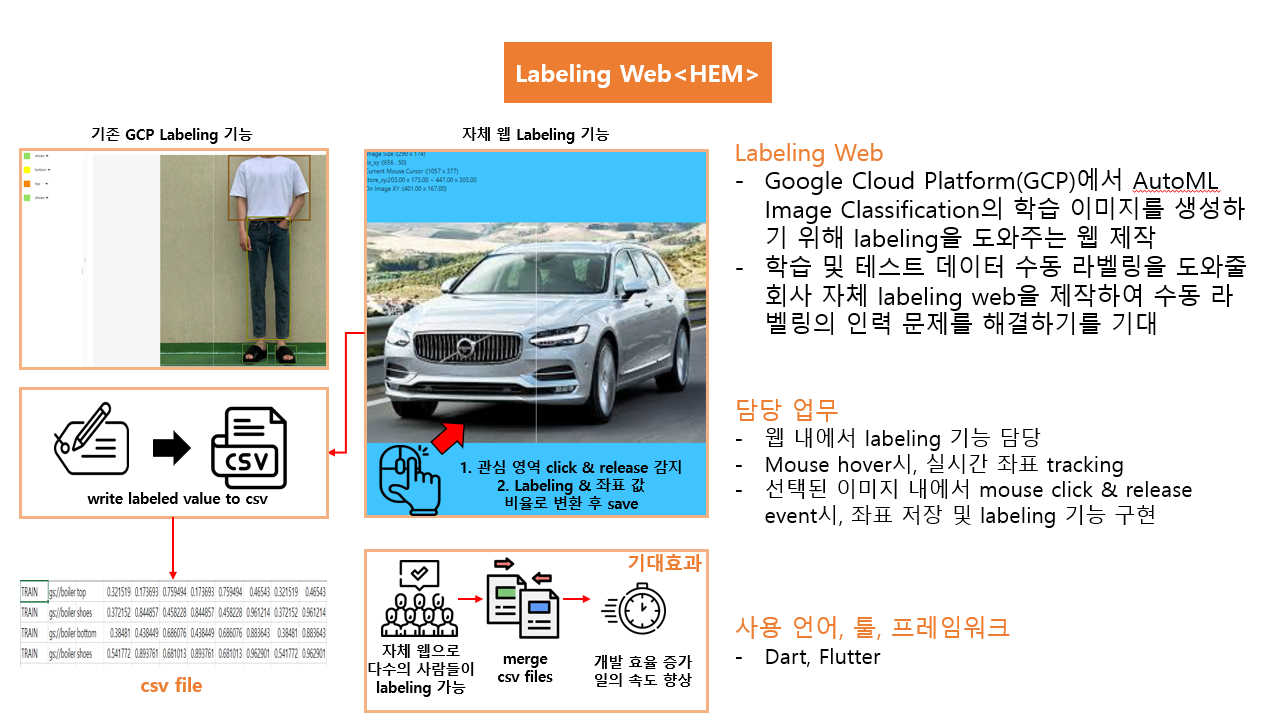 Labeling Web<HEM>
기존 GCP Labeling 기능
shoes
bottom
top
shoes
write labeled value to csv
CSV
TRAIN gs://boiler top 0.321519 0.173693 0.759494 0.173693 0.759494 0.46543 0.321519 0.46543
TRAIN gs://boiler shoes 0.372152 0.844857 0.458228 0.844857 0.458228 0.961214 0.372152 0.961214
TRAIN gs://boiler bottom 0.38481 0.438449 0.686076 0.438449 0.686076 0.883643 0.38481 0.883643
TRAIN gs://boiler shoes 0.541772 0.893761 0.681013 0.893761 0.681013 0.962901 0.541772 0.962901
csv file
자체 웹 Labeling 기능
Image Size :(290 x 174)
:(656 , 50)
Current Mouse Cursor :(1057 x 377)
store_xy:203.00 x 173.00 ~ 447.00 x 303.00
On Image XY :(401.00 x 167.00)
1. 관심 영역 click & release 감지
2. Labeling & 좌표 값
비율로 변환 후 save
기대효과
자체 웹으로
다수의 사람들이
labeling 가능
merge
csv files
개발 효율 증가
일의 속도 향상
Labeling Web
- Google Cloud Platform(GCP)에서 AutoML
Image Classification의 학습 이미지를 생성하
기 위해 labeling을 도와주는 웹 제작
- 학습 및 테스트 데이터 수동 라벨링을 도와줄
회사 자체 labeling web을 제작하여 수동 라
벨링의 인력 문제를 해결하기를 기대
담당 업무
- 웹 내에서 labeling 기능 담당
- Mouse hover시, 실시간 좌표 tracking
- 선택된 이미지 내에서 mouse click & release
event시, 좌표 저장 및 labeling 기능 구현
사용 언어, 툴, 프레임워크
- Dart, Flutter